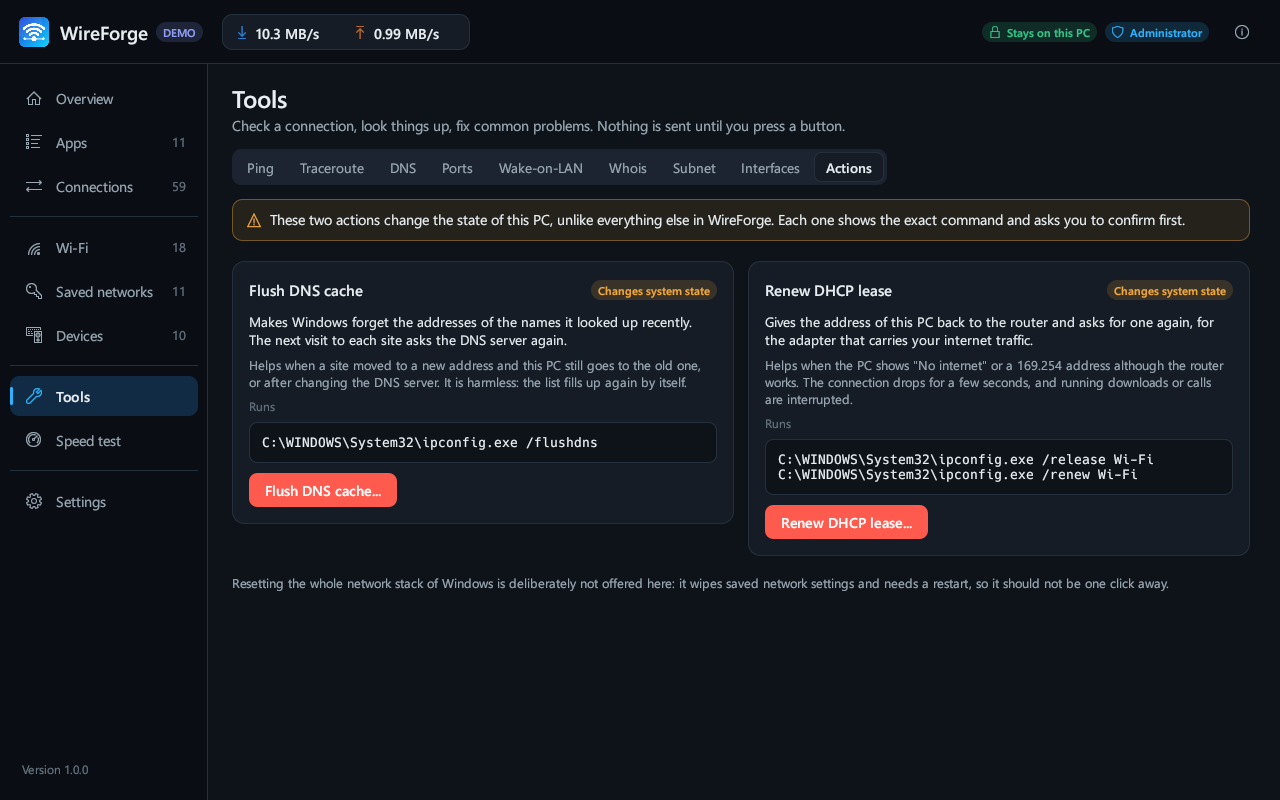 WireForge DEMO
10.3 MB/s 0.99 MB/s
Stays on this PC Administrator
Overview
Apps 11
Connections 59
Wi-Fi 18
Saved networks 11
Devices 10
Tools
Speed test
Settings
Version 1.0.0
Tools
Check a connection, look things up, fix common problems. Nothing is sent until you press a button.
Ping Traceroute DNS Ports Wake-on-LAN Whois Subnet Interfaces Actions
These two actions change the state of this PC, unlike everything else in WireForge. Each one shows the exact command and asks you to confirm first.
Flush DNS cache Changes system state
Makes Windows forget the addresses of the names it looked up recently.
The next visit to each site asks the DNS server again.
Helps when a site moved to a new address and this PC still goes to the old one,
or after changing the DNS server. It is harmless: the list fills up again by itself.
Runs
C:\WINDOWS\System32\ipconfig.exe /flushdns
Flush DNS cache...
Renew DHCP lease Changes system state
Gives the address of this PC back to the router and asks for one again, for
the adapter that carries your internet traffic.
Helps when the PC shows "No internet" or a 169.254 address although the router
works. The connection drops for a few seconds, and running downloads or calls
are interrupted.
Runs
C:\WINDOWS\System32\ipconfig.exe /release Wi-Fi
C:\WINDOWS\System32\ipconfig.exe /renew Wi-Fi
Renew DHCP lease...
Resetting the whole network stack of Windows is deliberately not offered here: it wipes saved network settings and needs a restart, so it should not be one click away.